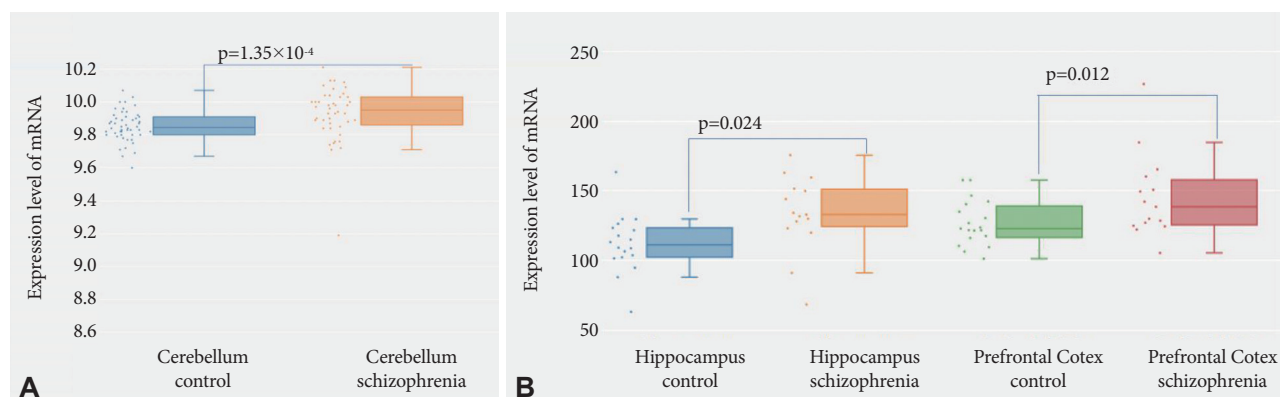 p=1.35×10-4
Expression level of mRNA
10.2
10.0
9.8
9.6
9.4
9.2
9.0
8.8
8.6
Cerebellum
control
Cerebellum
schizophrenia
A
p=0.024
p=0.012
Expression level of mRNA
250
200
150
100
50
Hippocampus
control
Hippocampus
schizophrenia
Prefrontal Cotex
control
Prefrontal Cotex
schizophrenia
B